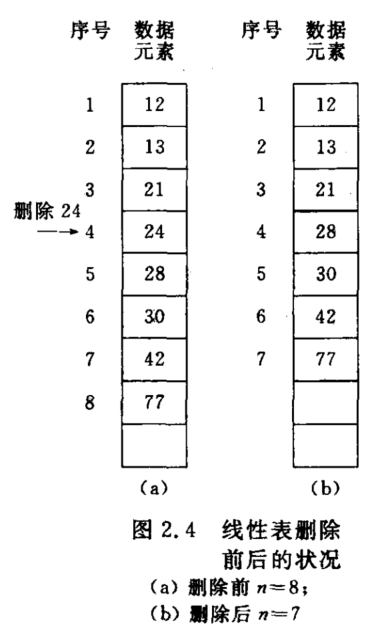 序号 数据 序号 数据
元素 元素
1 12 1 12
2 13 2 13
3 21 3 21
删除 24
4 24 4 28
5 28 5 30
6 30 6 42
7 42 7 77
8 77
(a) (b)
图 2.4 线性表删除
前后的状况
(a) 删除前 n=8;
(b) 删除后 n=7